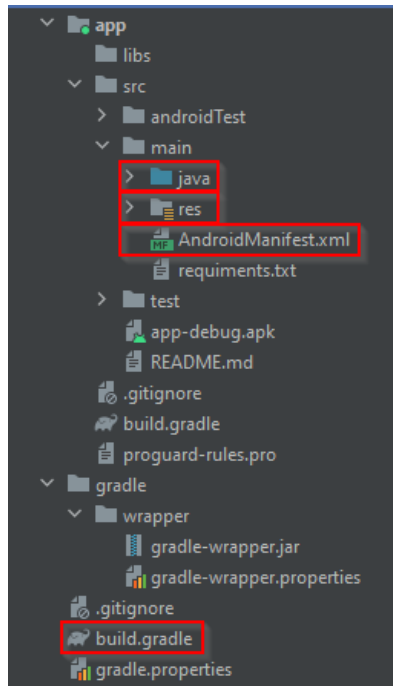 app
libs
src
androidTest
main
java
res
MF AndroidManifest.xml
requiments.txt
test
app-debug.apk
README.md
.gitignore
build.gradle
proguard-rules.pro
gradle
wrapper
gradle-wrapper.jar
gradle-wrapper.properties
.gitignore
build.gradle
gradle.properties